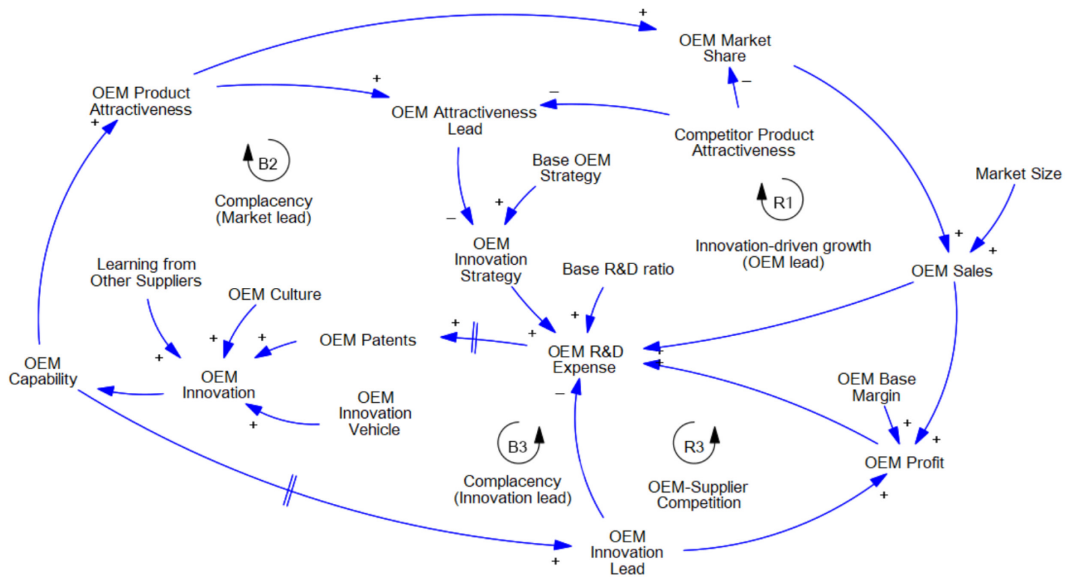 OEM Market
Share
OEM Product
Attractiveness
OEM Attractiveness
Lead
Competitor Product
Attractiveness
B2
Base OEM
Strategy
Market Size
R1
Complacency
(Market lead)
Innovation-driven growth
(OEM lead)
OEM
Innovation
Strategy
Learning from
Other Suppliers
Base R&D ratio
OEM Sales
OEM Culture
OEM Patents
OEM R&D
Expense
OEM
Capability
OEM
Innovation
OEM
Innovation
Vehicle
OEM Base
Margin
B3
R3
OEM Profit
Complacency
(Innovation lead)
OEM-Supplier
Competition
OEM
Innovation
Lead